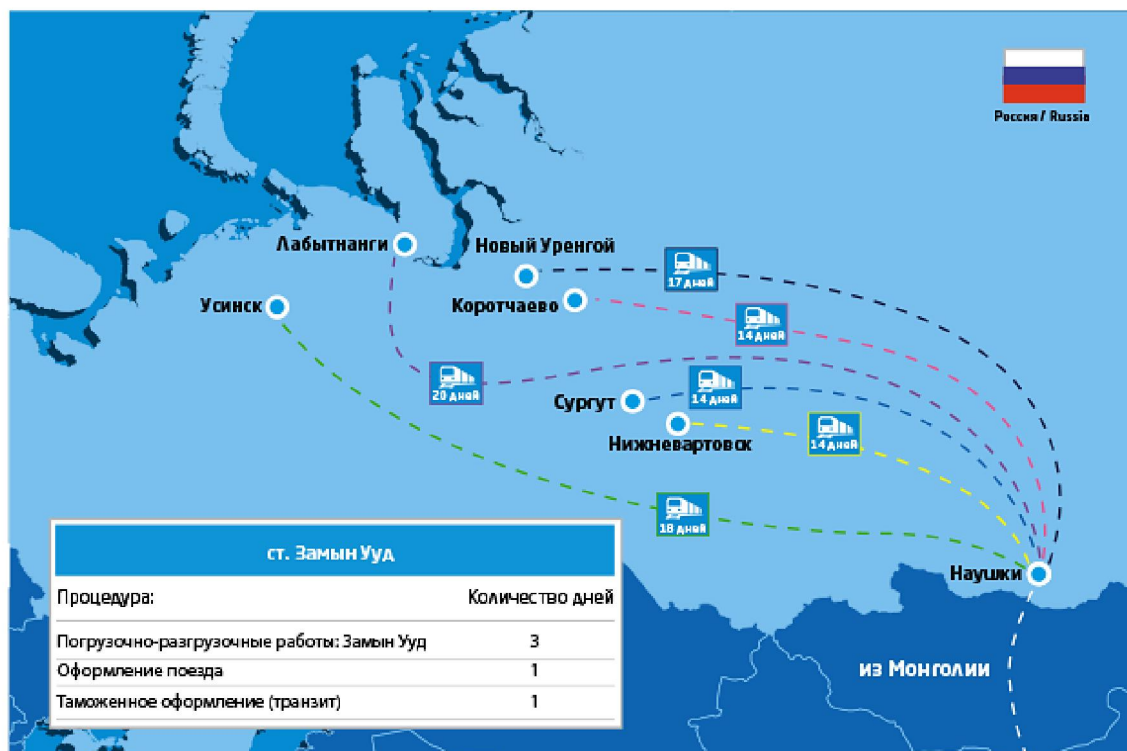 Россия / Russia
Лабытнанги
Новый Уренгой
17 дней
Усинск
Коротчаево
14 дней
20 дней
Сургут
14 дней
Нижневартовск
14 дней
18 дней
Наушки
из Монголии
ст. Замын Ууд
Процедура: Количество дней
Погрузочно-разгрузочные работы: Замын Ууд 3
Оформление поезда 1
Таможенное оформление (транзит) 1